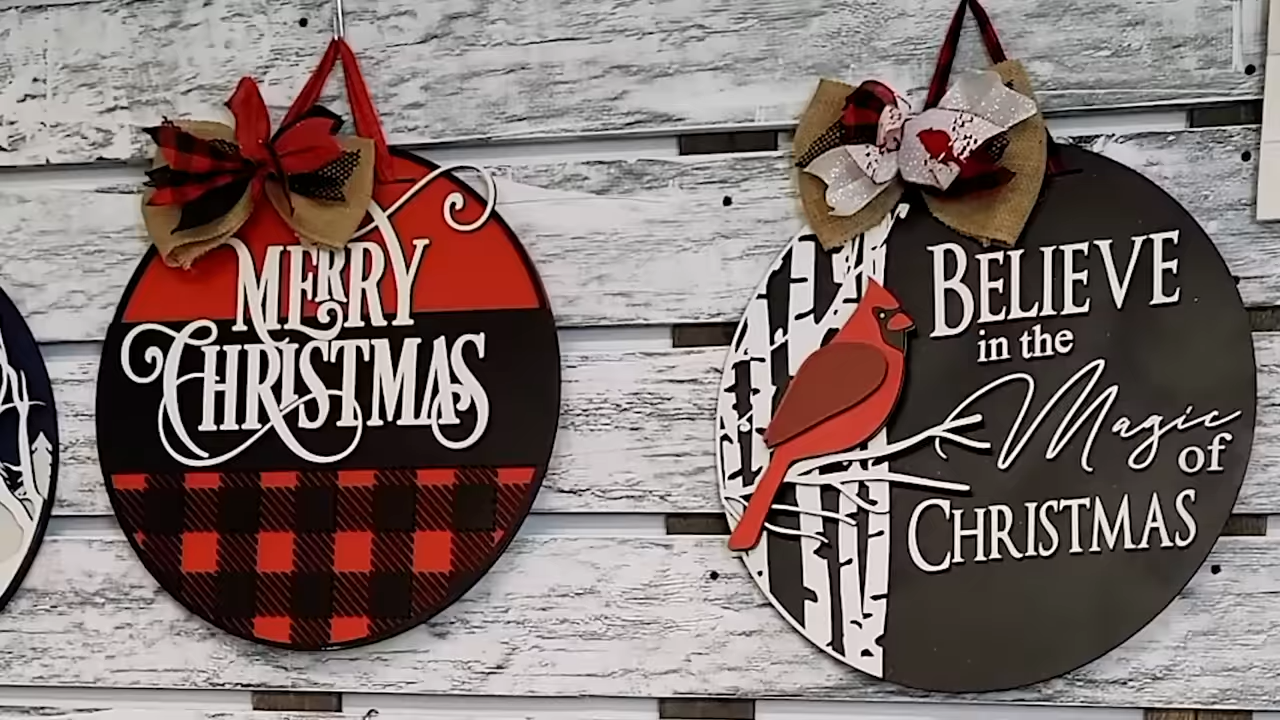 MERRY
CHRISTMAS
BELIEVE
in the
Magic
of
CHRISTMAS